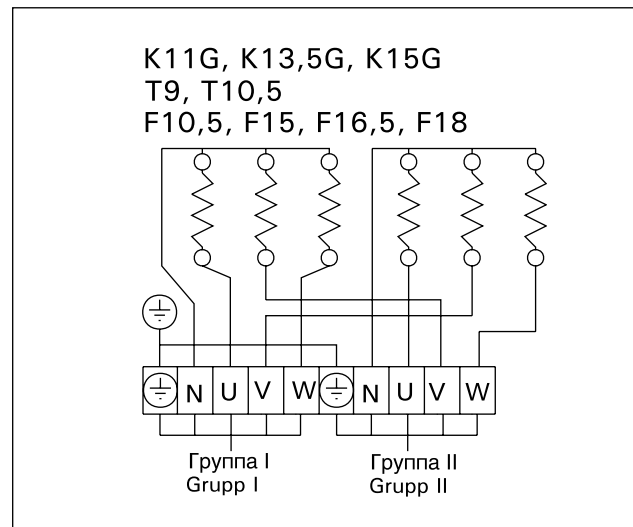 K11G, K13,5G, K15G
T9, T10,5
F10,5, F15, F16,5, F18
N U V W N U V W
Группа I
Grupp I
Группа II
Grupp II